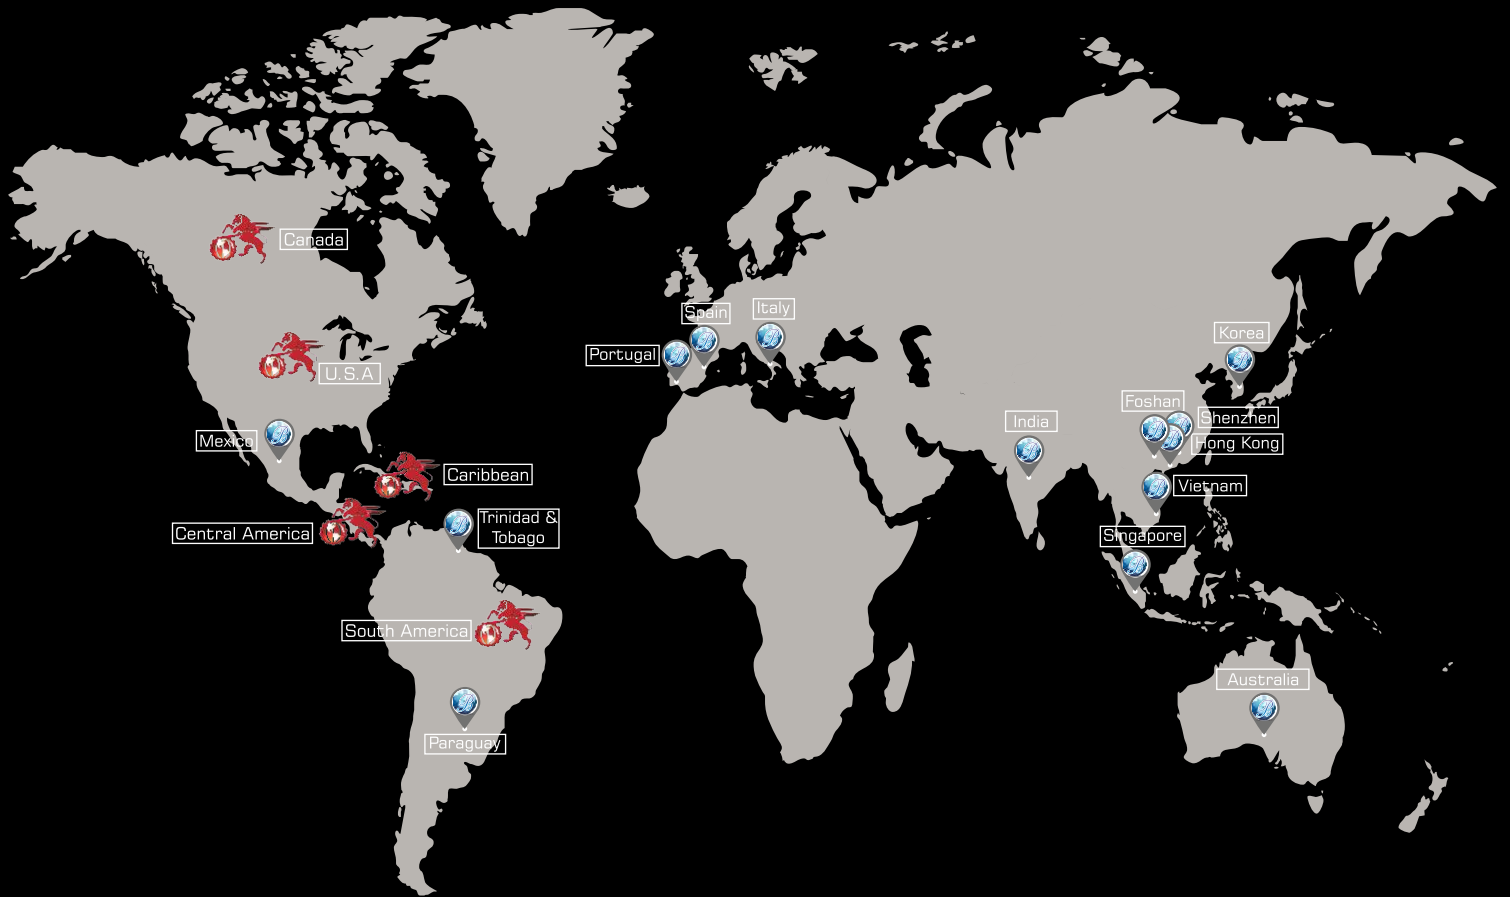 Canada
Spain
Italy
Korea
Portugal
U.S.A
Foshan
Shenzhen
India
Mexico
Hong Kong
Caribbean
Vietnam
Trinidad &
Tobago
Central America
Singapore
South America
Australia
Paraguay